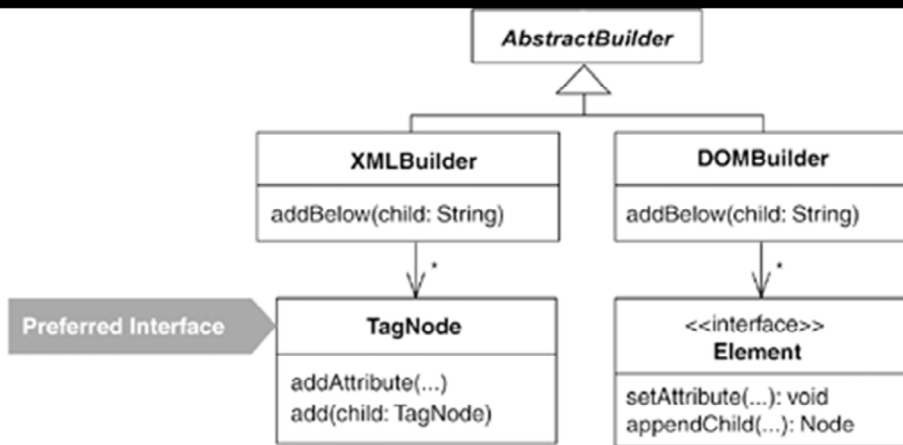 AbstractBuilder
XMLBuilder
addBelow(child: String)
*
DOMBuilder
addBelow(child: String)
*
Preferred Interface
TagNode
addAttribute(...)
add(child: TagNode)
<<interface>>
Element
setAttribute(...): void
appendChild(...): Node